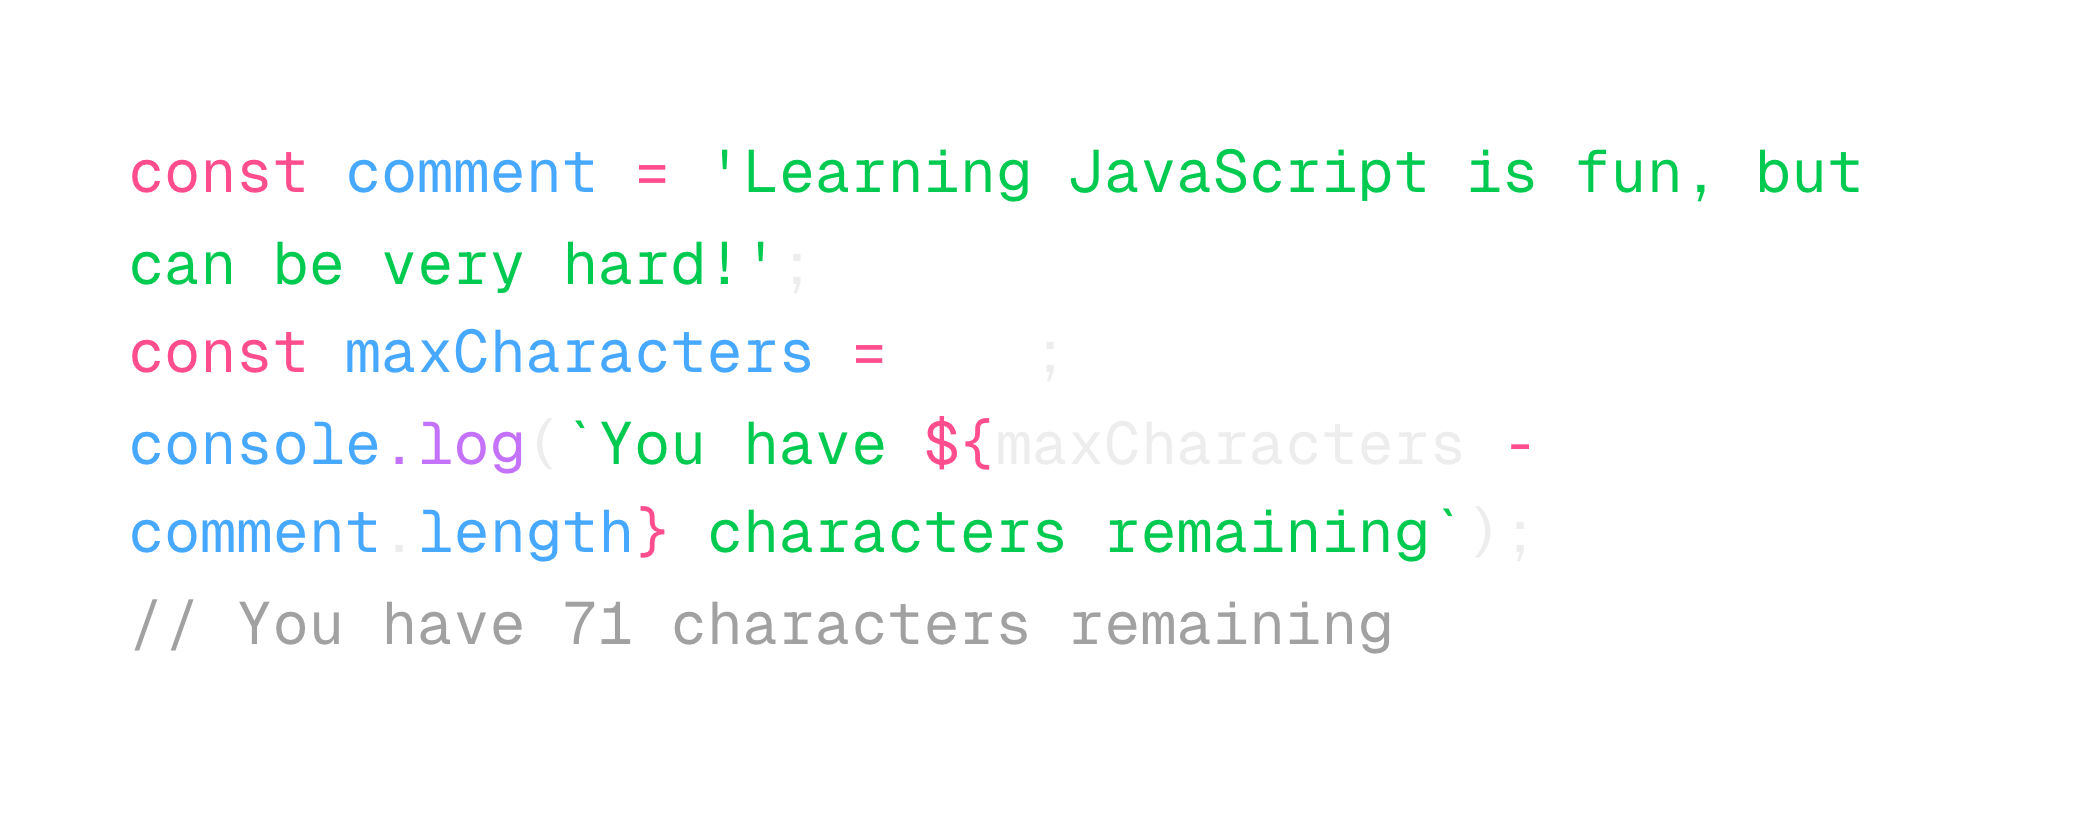 const comment = 'Learning JavaScript is fun, but
can be very hard!';
const maxCharacters = ;
console.log(`You have ${maxCharacters -
comment.length} characters remaining`);
// You have 71 characters remaining